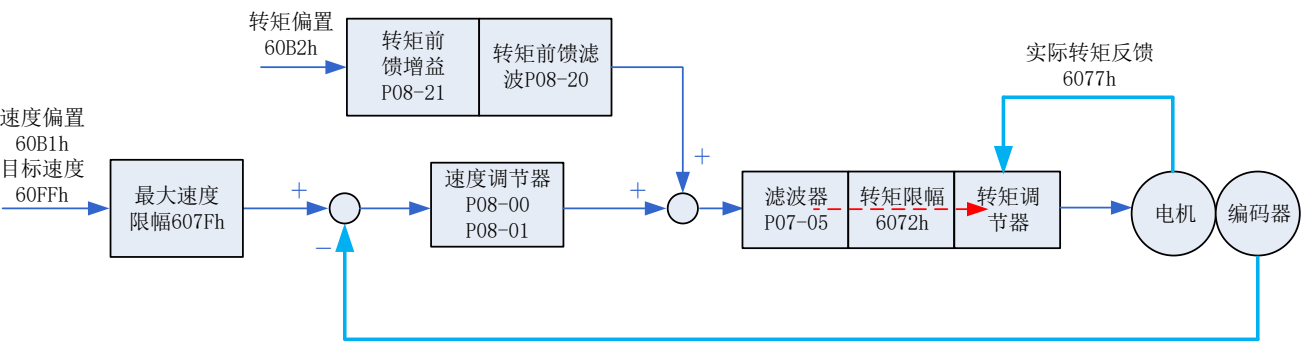 转矩偏置
60B2h
转矩前
馈增益
P08-21
转矩前馈滤
波P08-20
实际转矩反馈
6077h
速度偏置
60B1h
目标速度
60FFh
最大速度
限幅607Fh
+
−
速度调节器
P08-00
P08-01
+
+
滤波器
P07-05
转矩限幅
6072h
转矩调
节器
电机
编码器